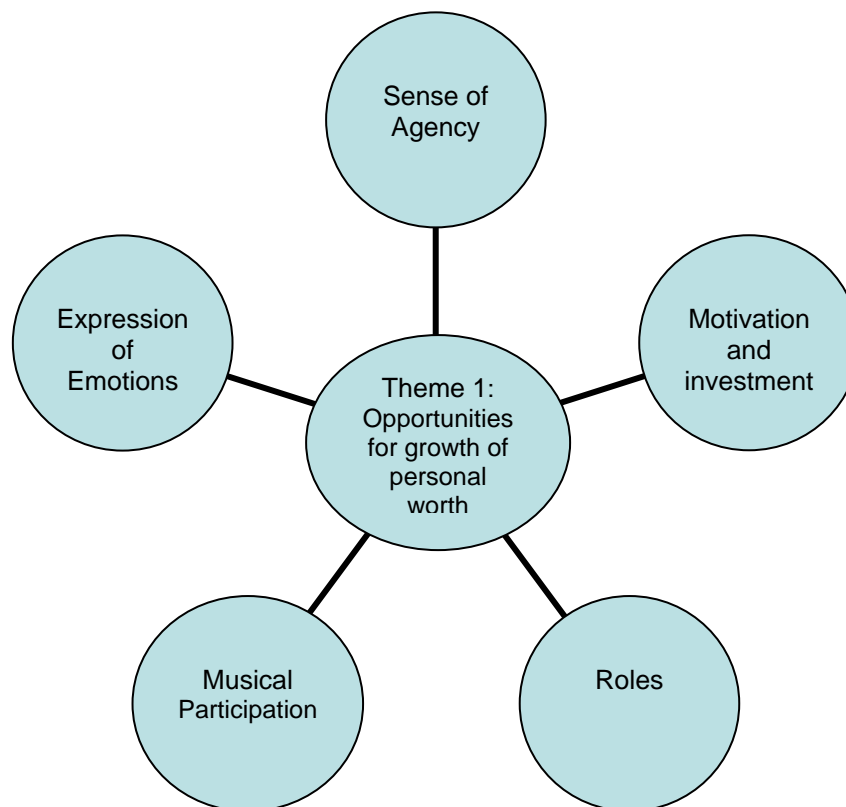 Sense of
Agency
Expression
of
Emotions
Motivation
and
investment
Theme 1:
Opportunities
for growth of
personal
worth
Musical
Participation
Roles